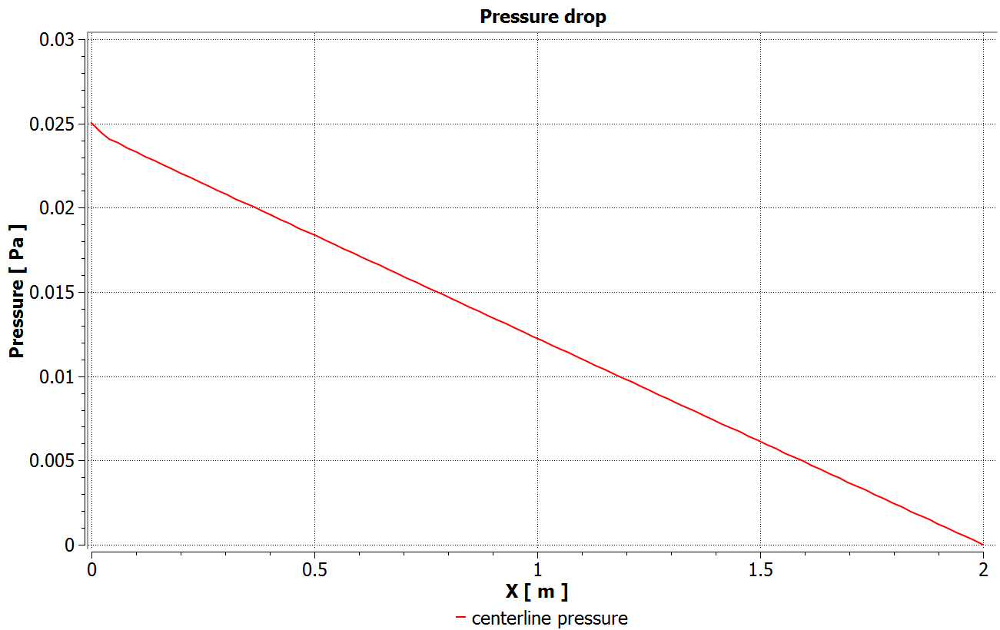 Pressure drop
0.03
0.025
0.02
0.015
0.01
0.005
0
Pressure [ Pa ]
0 0.5 1 1.5 2
X [ m ]
centerline pressure